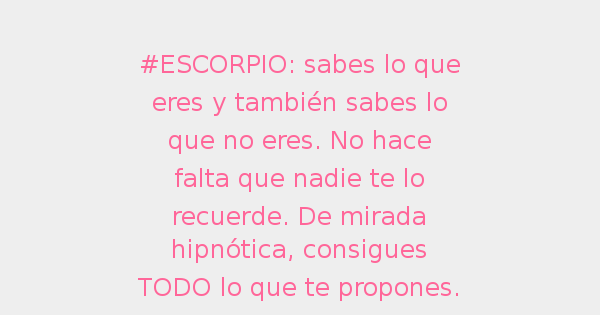 #ESCORPIO: sabes lo que
eres y también sabes lo
que no eres. No hace
falta que nadie te lo
recuerde. De mirada
hipnótica, consigues
TODO lo que te propones.